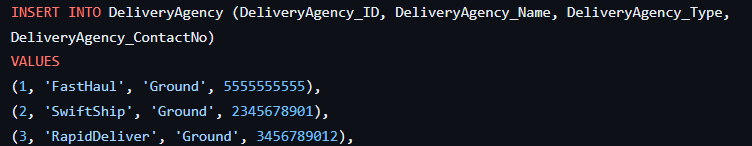 INSERT INTO DeliveryAgency (DeliveryAgency_ID, DeliveryAgency_Name, DeliveryAgency_Type,
DeliveryAgency_ContactNo)
VALUES
(1, 'FastHaul', 'Ground', 5555555555),
(2, 'SwiftShip', 'Ground', 2345678901),
(3, 'RapidDeliver', 'Ground', 3456789012),